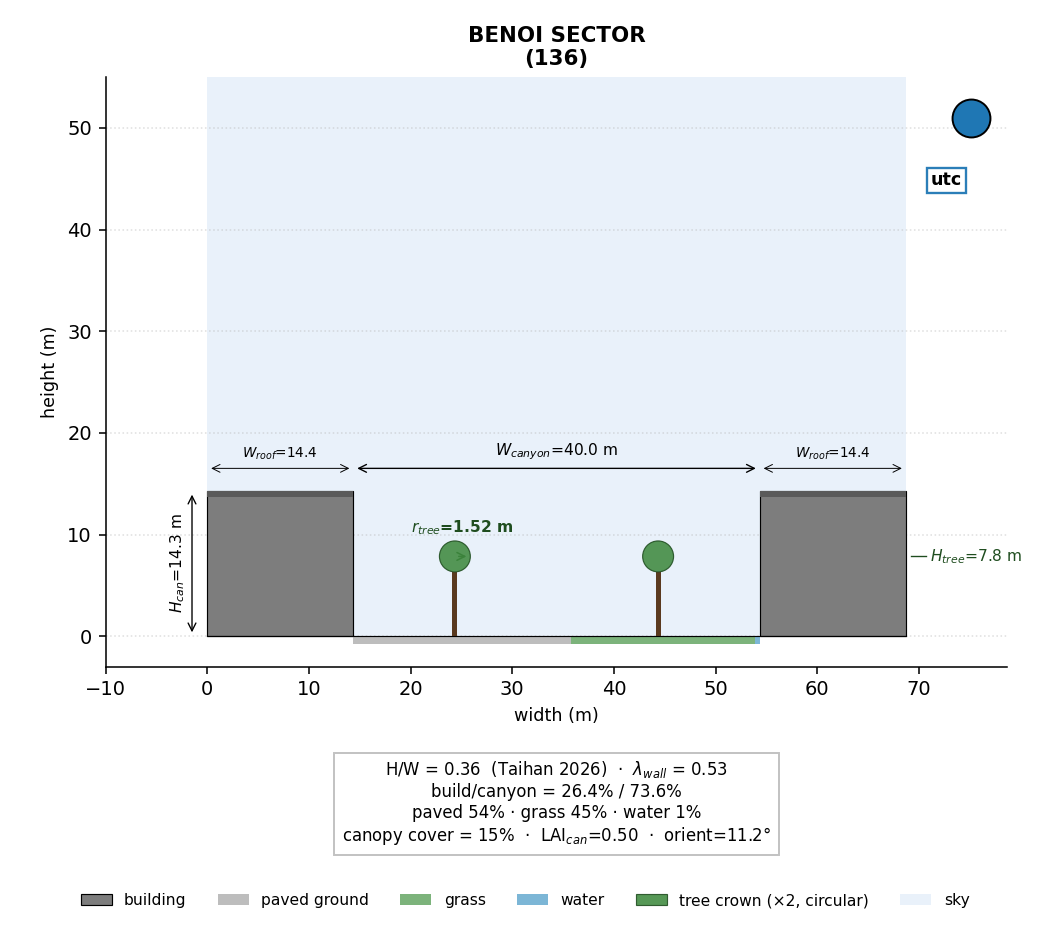 BENOI SECTOR
(136)
50
40
30
20
10
0
height (m)
utc
W_roof=14.4
W_canyon=40.0 m
W_roof=14.4
H_can=14.3 m
r_tree=1.52 m
H_tree=7.8 m
−10 0 10 20 30 40 50 60 70
width (m)
H/W = 0.36 (Taihan 2026) · λ_wall = 0.53
build/canyon = 26.4% / 73.6%
paved 54% · grass 45% · water 1%
canopy cover = 15% · LAI_can=0.50 · orient=11.2°
building paved ground grass water tree crown (×2, circular) sky